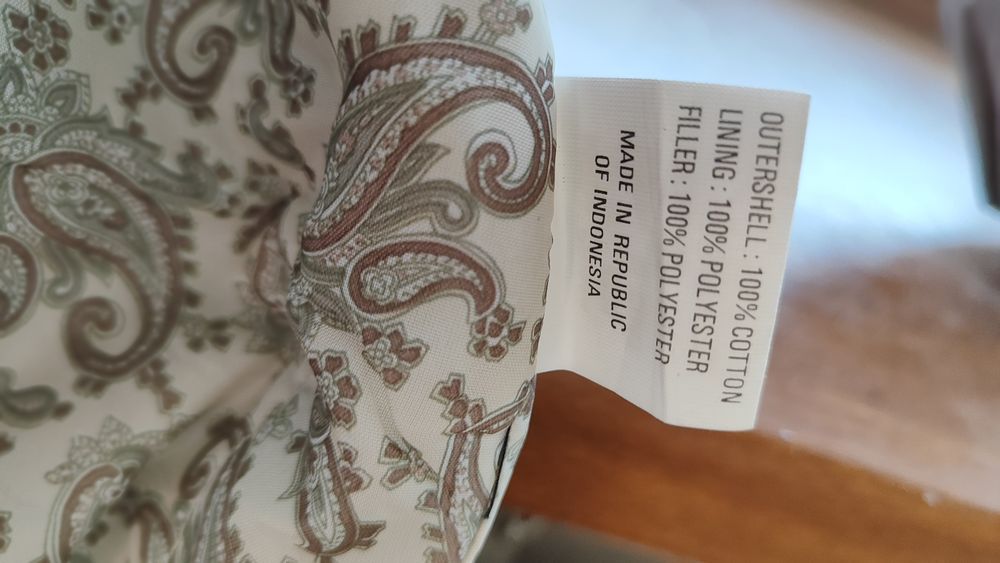 OUTERSHELL : 100% COTTON
LINING : 100% POLYESTER
FILLER : 100% POLYESTER
MADE IN REPUBLIC
OF INDONESIA